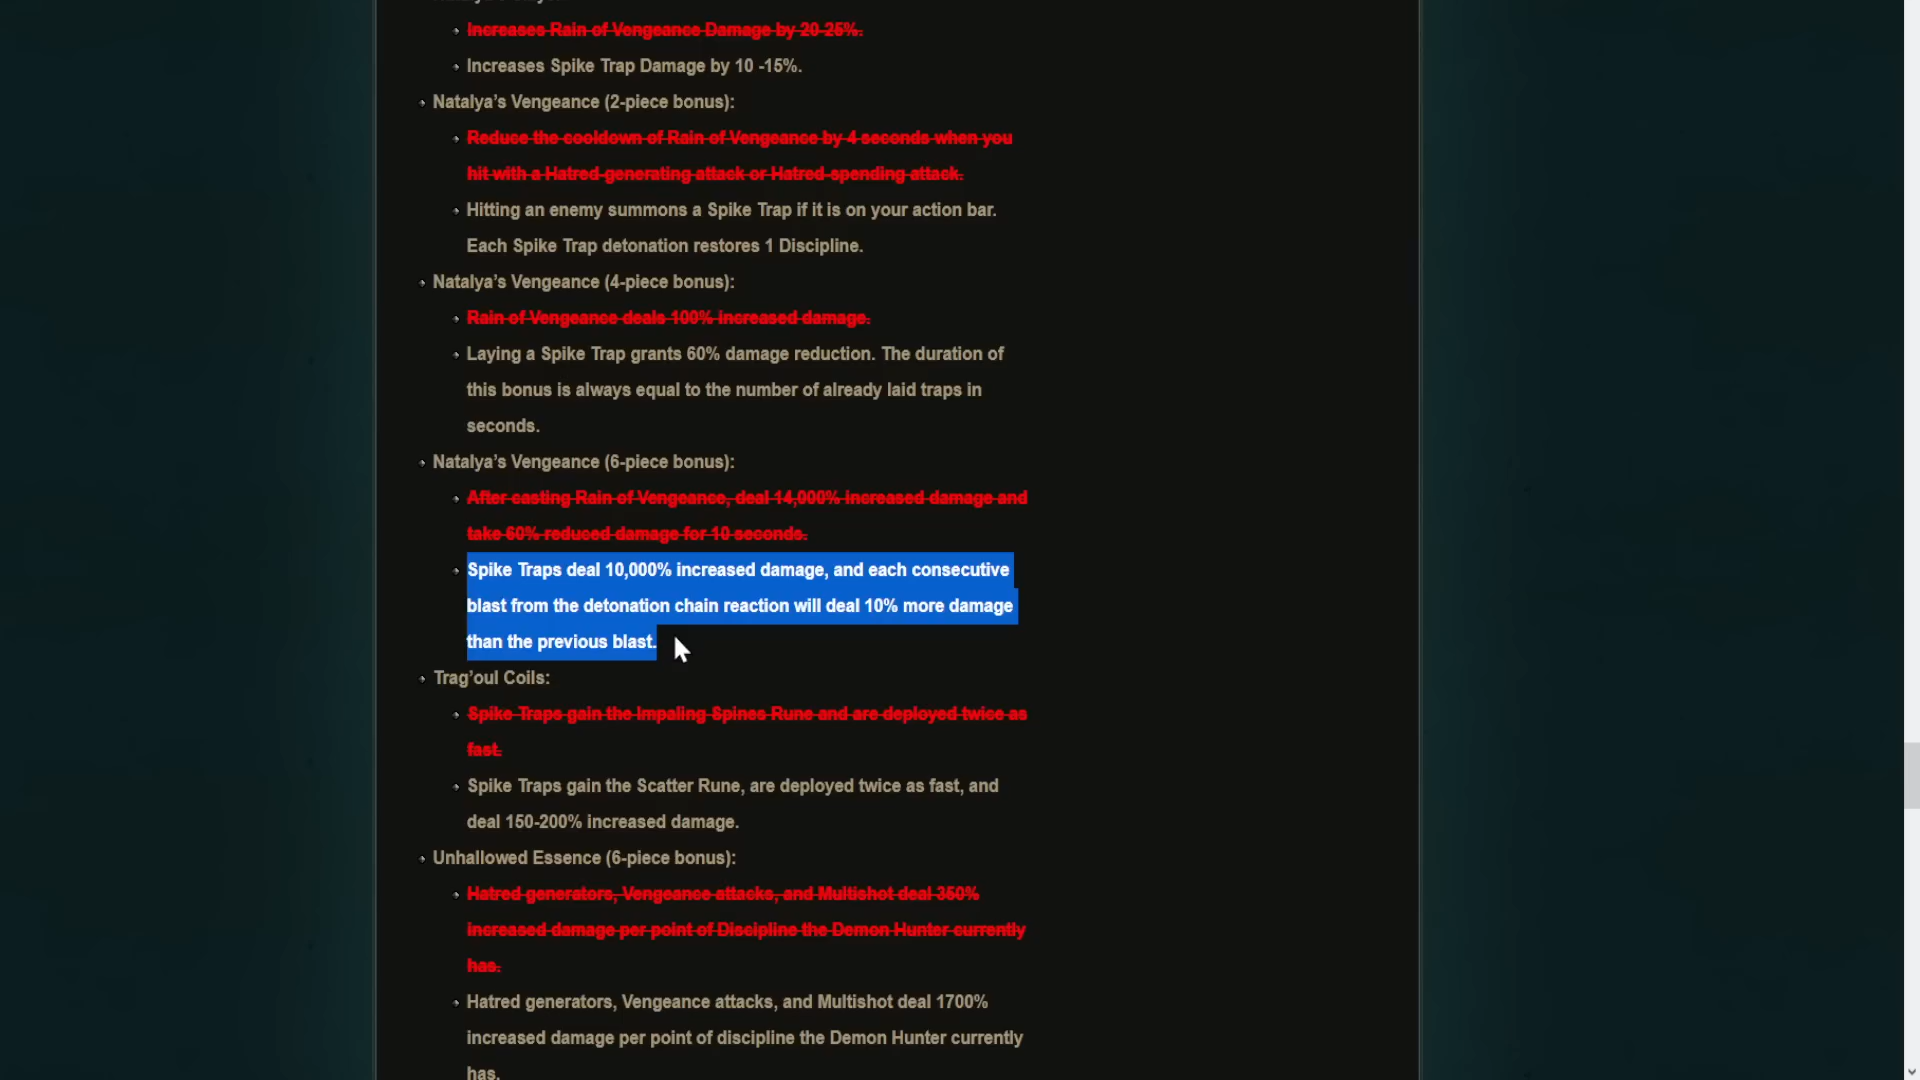 Increases Rain of Vengeance Damage by 20-25%.
Increases Spike Trap Damage by 10 -15%.
Natalya’s Vengeance (2-piece bonus):
Reduce the cooldown of Rain of Vengeance by 4 seconds when you
hit with a Hatred-generating attack or Hatred-spending attack.
Hitting an enemy summons a Spike Trap if it is on your action bar.
Each Spike Trap detonation restores 1 Discipline.
Natalya’s Vengeance (4-piece bonus):
Rain of Vengeance deals 100% increased damage.
Laying a Spike Trap grants 60% damage reduction. The duration of
this bonus is always equal to the number of already laid traps in
seconds.
Natalya’s Vengeance (6-piece bonus):
After casting Rain of Vengeance, deal 14,000% increased damage and
take 60% reduced damage for 10 seconds.
Spike Traps deal 10,000% increased damage, and each consecutive
blast from the detonation chain reaction will deal 10% more damage
than the previous blast.
Trag’oul Coils:
Spike Traps gain the Impaling Spines Rune and are deployed twice as
fast.
Spike Traps gain the Scatter Rune, are deployed twice as fast, and
deal 150-200% increased damage.
Unhallowed Essence (6-piece bonus):
Hatred generators, Vengeance attacks, and Multishot deal 350%
increased damage per point of Discipline the Demon Hunter currently
has.
Hatred generators, Vengeance attacks, and Multishot deal 1700%
increased damage per point of discipline the Demon Hunter currently
has.